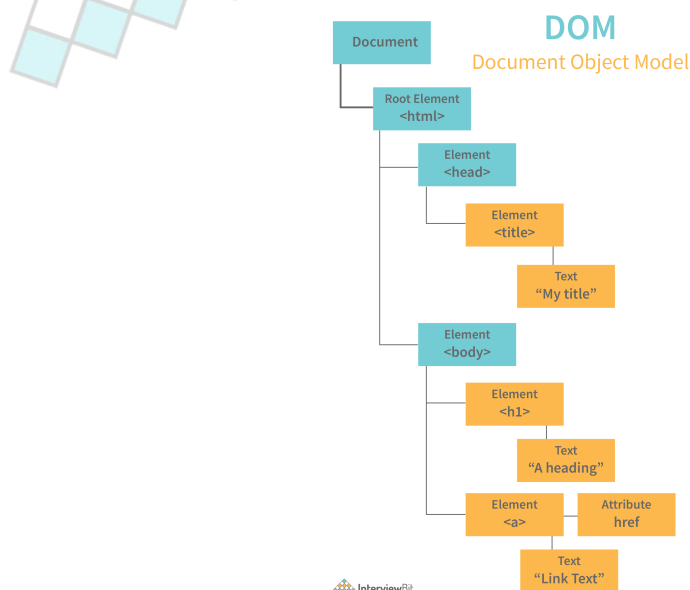 DOM
Document Object Model
Document
Root Element
<html>
Element
<head>
Element
<title>
Text
“My title”
Element
<body>
Element
<h1>
Text
“A heading”
Element
<a>
Attribute
href
Text
“Link Text”
InterviewBit